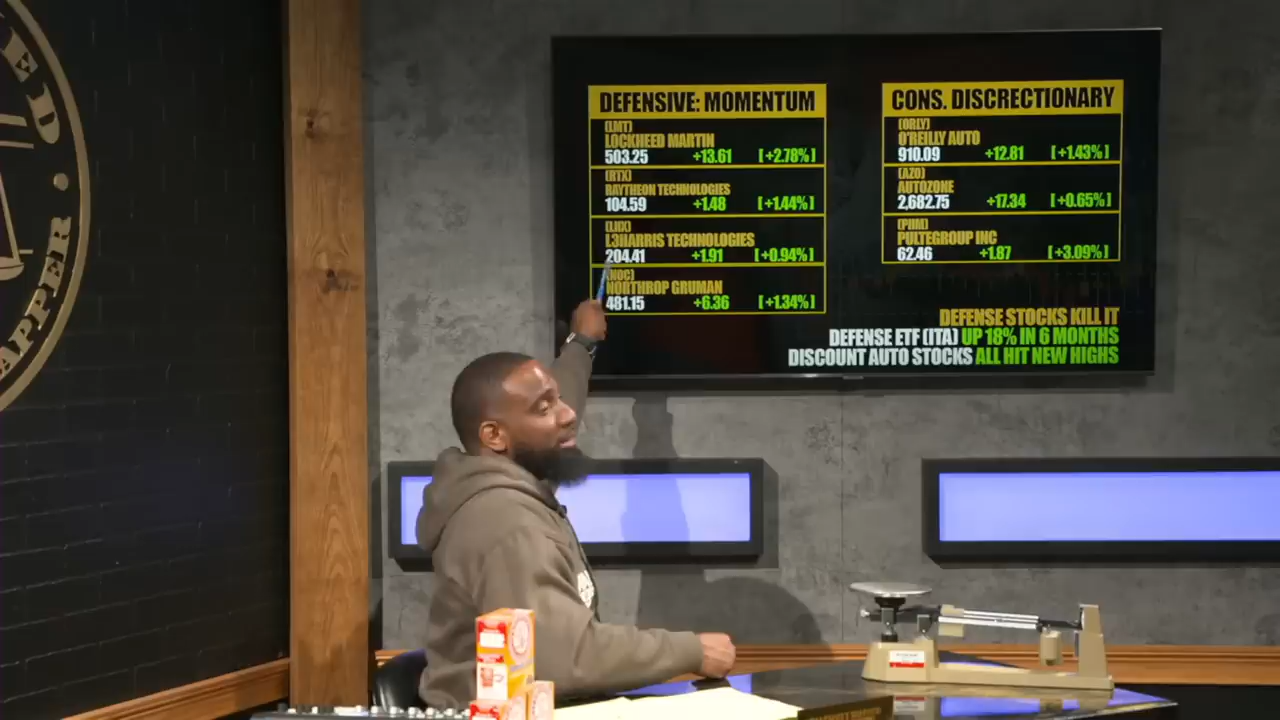 ED
APPER
DEFENSIVE: MOMENTUM
(LMT)
LOCKHEED MARTIN
503.25 +13.61 [+2.78%]
(RTX)
RAYTHEON TECHNOLOGIES
104.59 +1.48 [+1.44%]
(LHX)
L3HARRIS TECHNOLOGIES
204.41 +1.91 [+0.94%]
(NOC)
NORTHROP GRUMAN
481.15 +6.36 [+1.34%]
CONS. DISCRECTIONARY
(ORLY)
O'REILLY AUTO
910.09 +12.81 [+1.43%]
(AZO)
AUTOZONE
2,682.75 +17.34 [+0.65%]
(PHM)
PULTEGROUP INC
62.46 +1.87 [+3.09%]
DEFENSE STOCKS KILL IT
DEFENSE ETF (ITA) UP 18% IN 6 MONTHS
DISCOUNT AUTO STOCKS ALL HIT NEW HIGHS